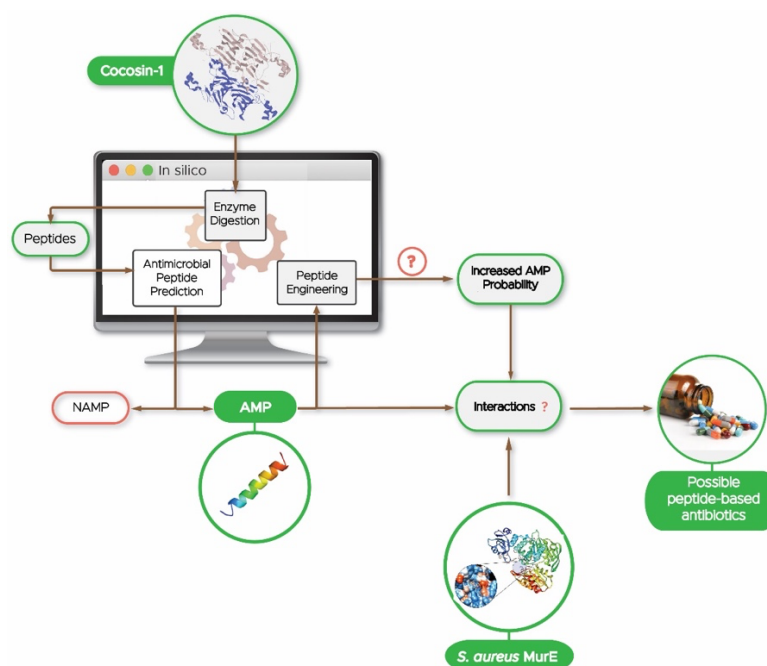 Cocosin-1
In silico
Enzyme
Digestion
Peptides
Antimicrobial
Peptide
Prediction
Peptide
Engineering
?
Increased AMP
Probability
NAMP
AMP
Interactions ?
Possible
peptide-based
antibiotics
S. aureus MurE